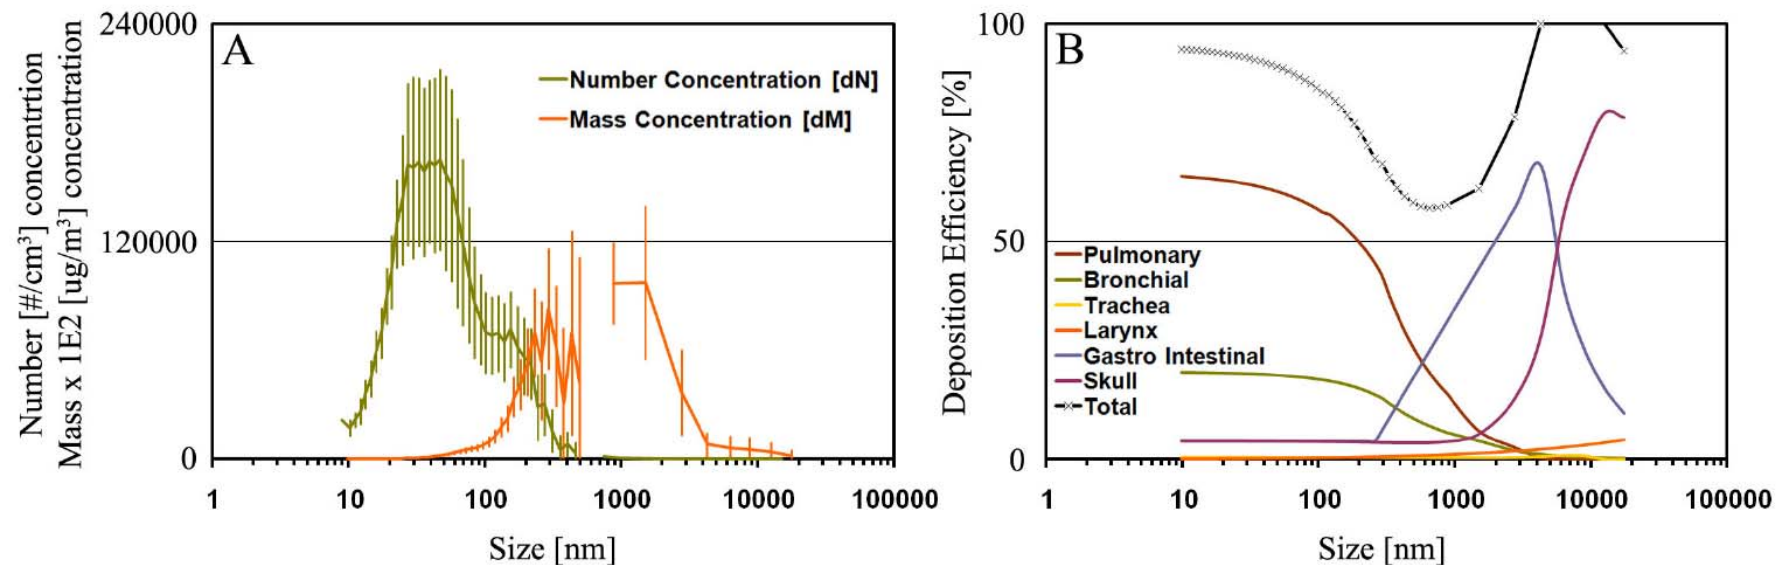 Number [#/cm³] concentrtion
Mass x 1E2 [ug/m³] concentration
240000
120000
0
A
Number Concentration [dN]
Mass Concentration [dM]
1 10 100 1000 10000 100000
Size [nm]
Deposition Efficiency [%]
100
50
0
B
Pulmonary
Bronchial
Trachea
Larynx
Gastro Intestinal
Skull
Total
1 10 100 1000 10000 100000
Size [nm]